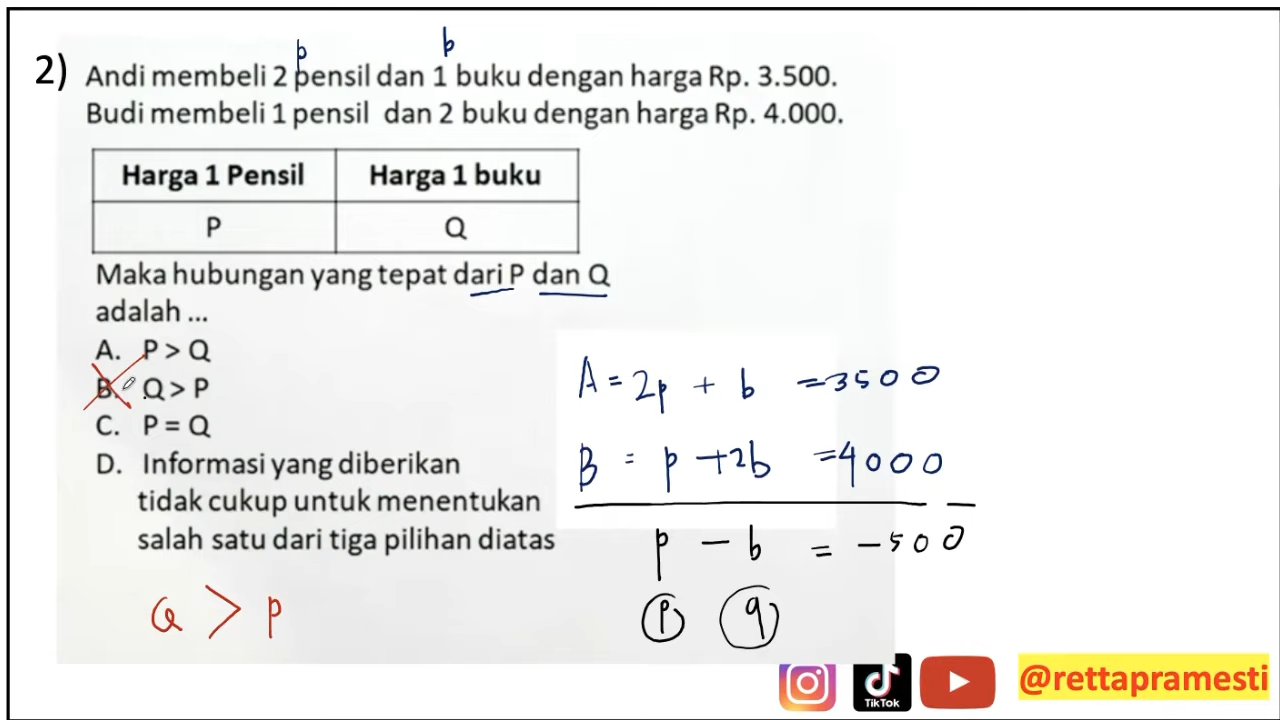 p b
2) Andi membeli 2 pensil dan 1 buku dengan harga Rp. 3.500.
Budi membeli 1 pensil dan 2 buku dengan harga Rp. 4.000.
Harga 1 Pensil Harga 1 buku
P Q
Maka hubungan yang tepat dari P dan Q
adalah ...
A. P > Q
B. Q > P
C. P = Q
D. Informasi yang diberikan
tidak cukup untuk menentukan
salah satu dari tiga pilihan diatas
A = 2p + b = 3500
B = p + 2b = 4000
p - b = -500
p q
Q > p
TikTok
@rettapramesti